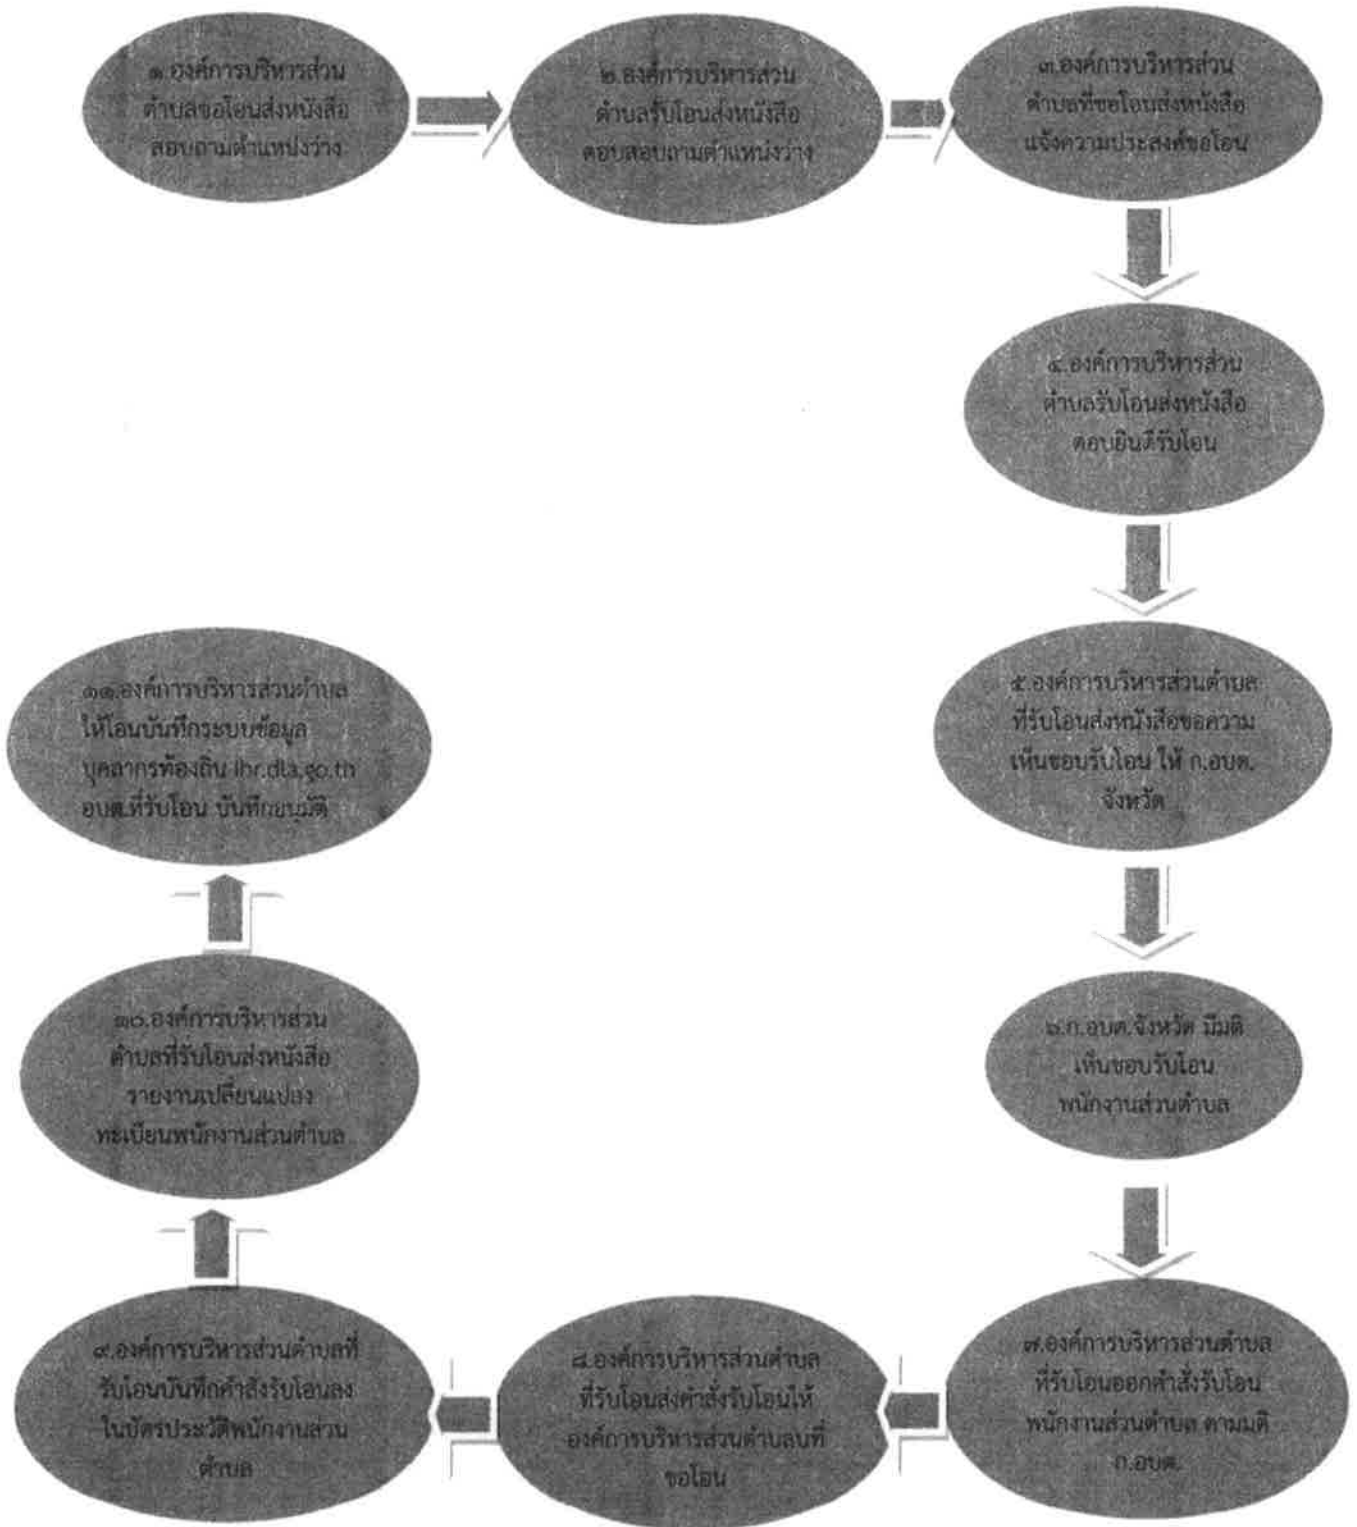 ๑.องค์การบริหารส่วน
ตำบลขอโอนส่งหนังสือ
สอบถามตำแหน่งว่าง
๒.องค์การบริหารส่วน
ตำบลรับโอนส่งหนังสือ
ตอบสอบถามตำแหน่งว่าง
๓.องค์การบริหารส่วน
ตำบลที่ขอโอนส่งหนังสือ
แจ้งความประสงค์ขอโอน
๔.องค์การบริหารส่วน
ตำบลรับโอนส่งหนังสือ
ตอบยินดีรับโอน
๕.องค์การบริหารส่วนตำบล
ที่รับโอนส่งหนังสือขอความ
เห็นชอบรับโอน ให้ ก.อบต.
จังหวัด
๖.ก.อบต.จังหวัด มีมติ
เห็นชอบรับโอน
พนักงานส่วนตำบล
๗.องค์การบริหารส่วนตำบล
ที่รับโอนออกคำสั่งรับโอน
พนักงานส่วนตำบล ตามมติ
ก.อบต.
๘.องค์การบริหารส่วนตำบล
ที่รับโอนส่งคำสั่งรับโอนให้
องค์การบริหารส่วนตำบลบที่
ขอโอน
๙.องค์การบริหารส่วนตำบลที่
รับโอนบันทึกคำสั่งรับโอนลง
ในบัตรประวัติพนักงานส่วน
ตำบล
๑๐.องค์การบริหารส่วน
ตำบลที่รับโอนส่งหนังสือ
รายงานเปลี่ยนแปลง
ทะเบียนพนักงานส่วนตำบล
๑๑.องค์การบริหารส่วนตำบล
ให้โอนบันทึกระบบข้อมูล
บุคลากรท้องถิ่น lhr.dla.go.th
อบต.ที่รับโอน บันทึกอนุมัติ